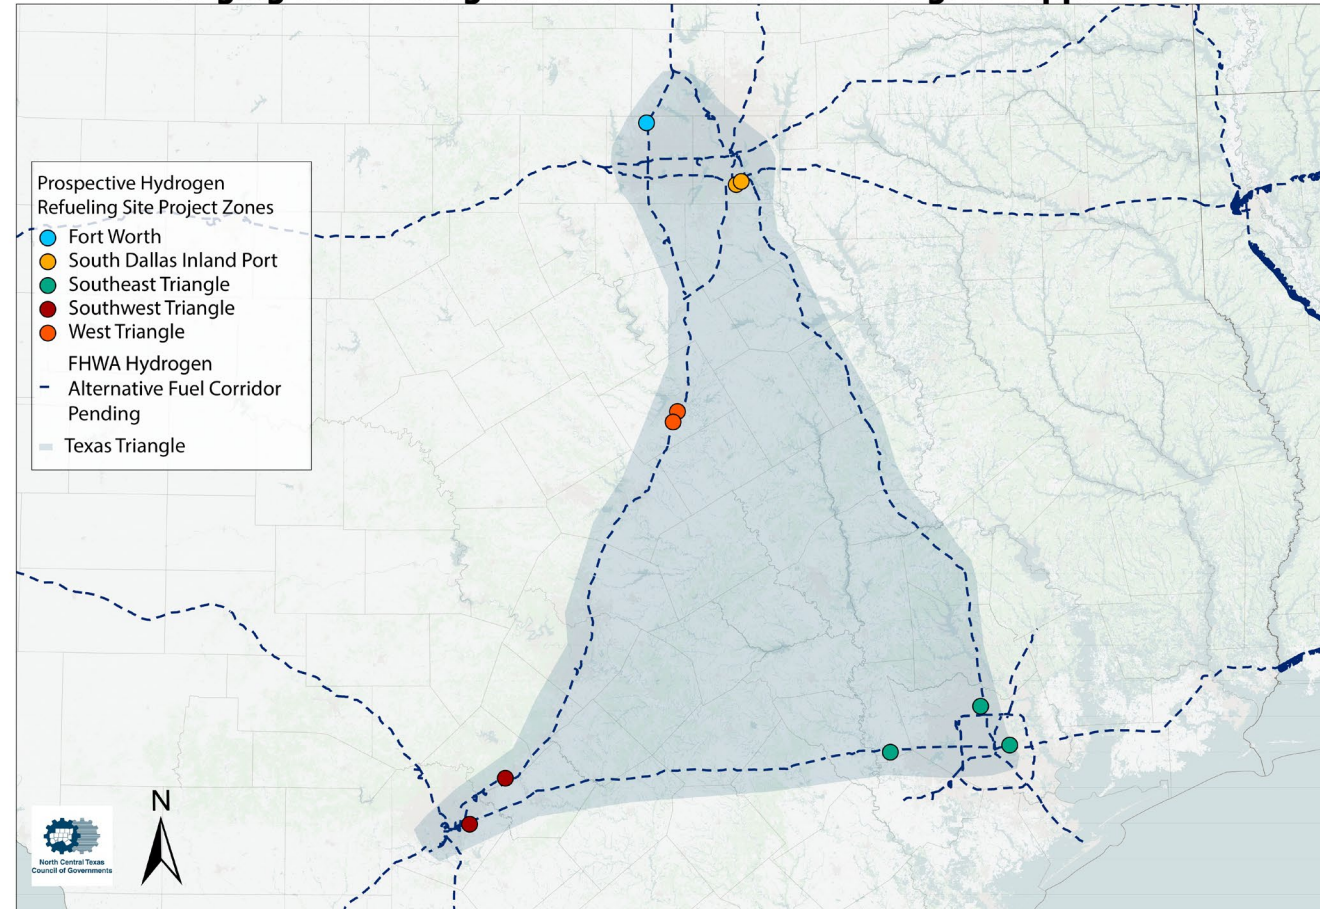 Prospective Hydrogen
Refueling Site Project Zones
Fort Worth
South Dallas Inland Port
Southeast Triangle
Southwest Triangle
West Triangle
FHWA Hydrogen
Alternative Fuel Corridor
Pending
Texas Triangle
N
North Central Texas
Council of Governments